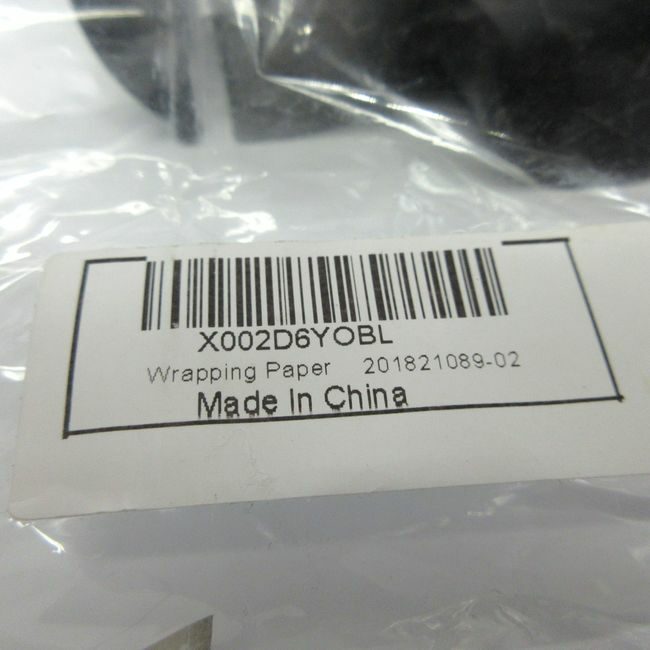 X002D6YOBL
Wrapping Paper 201821089-02
Made In China